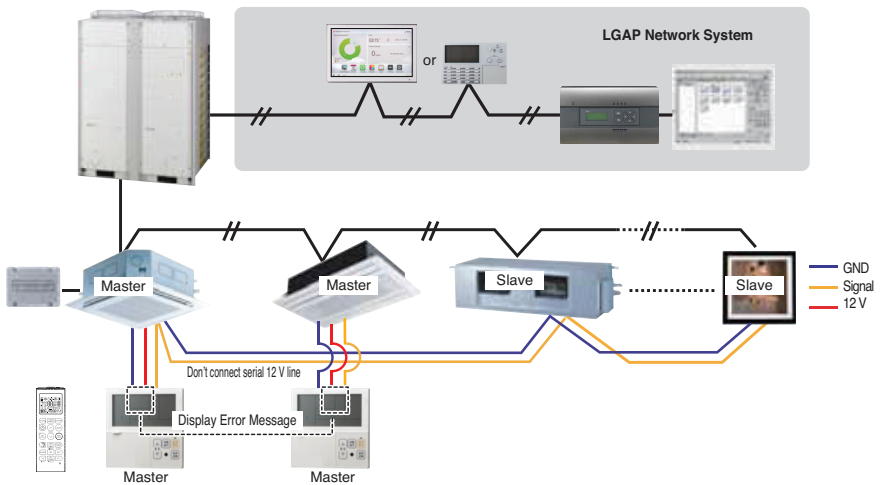 LGAP Network System
or
Master
Master
Slave
Slave
GND
Signal
12 V
Don't connect serial 12 V line
Display Error Message
Master
Master